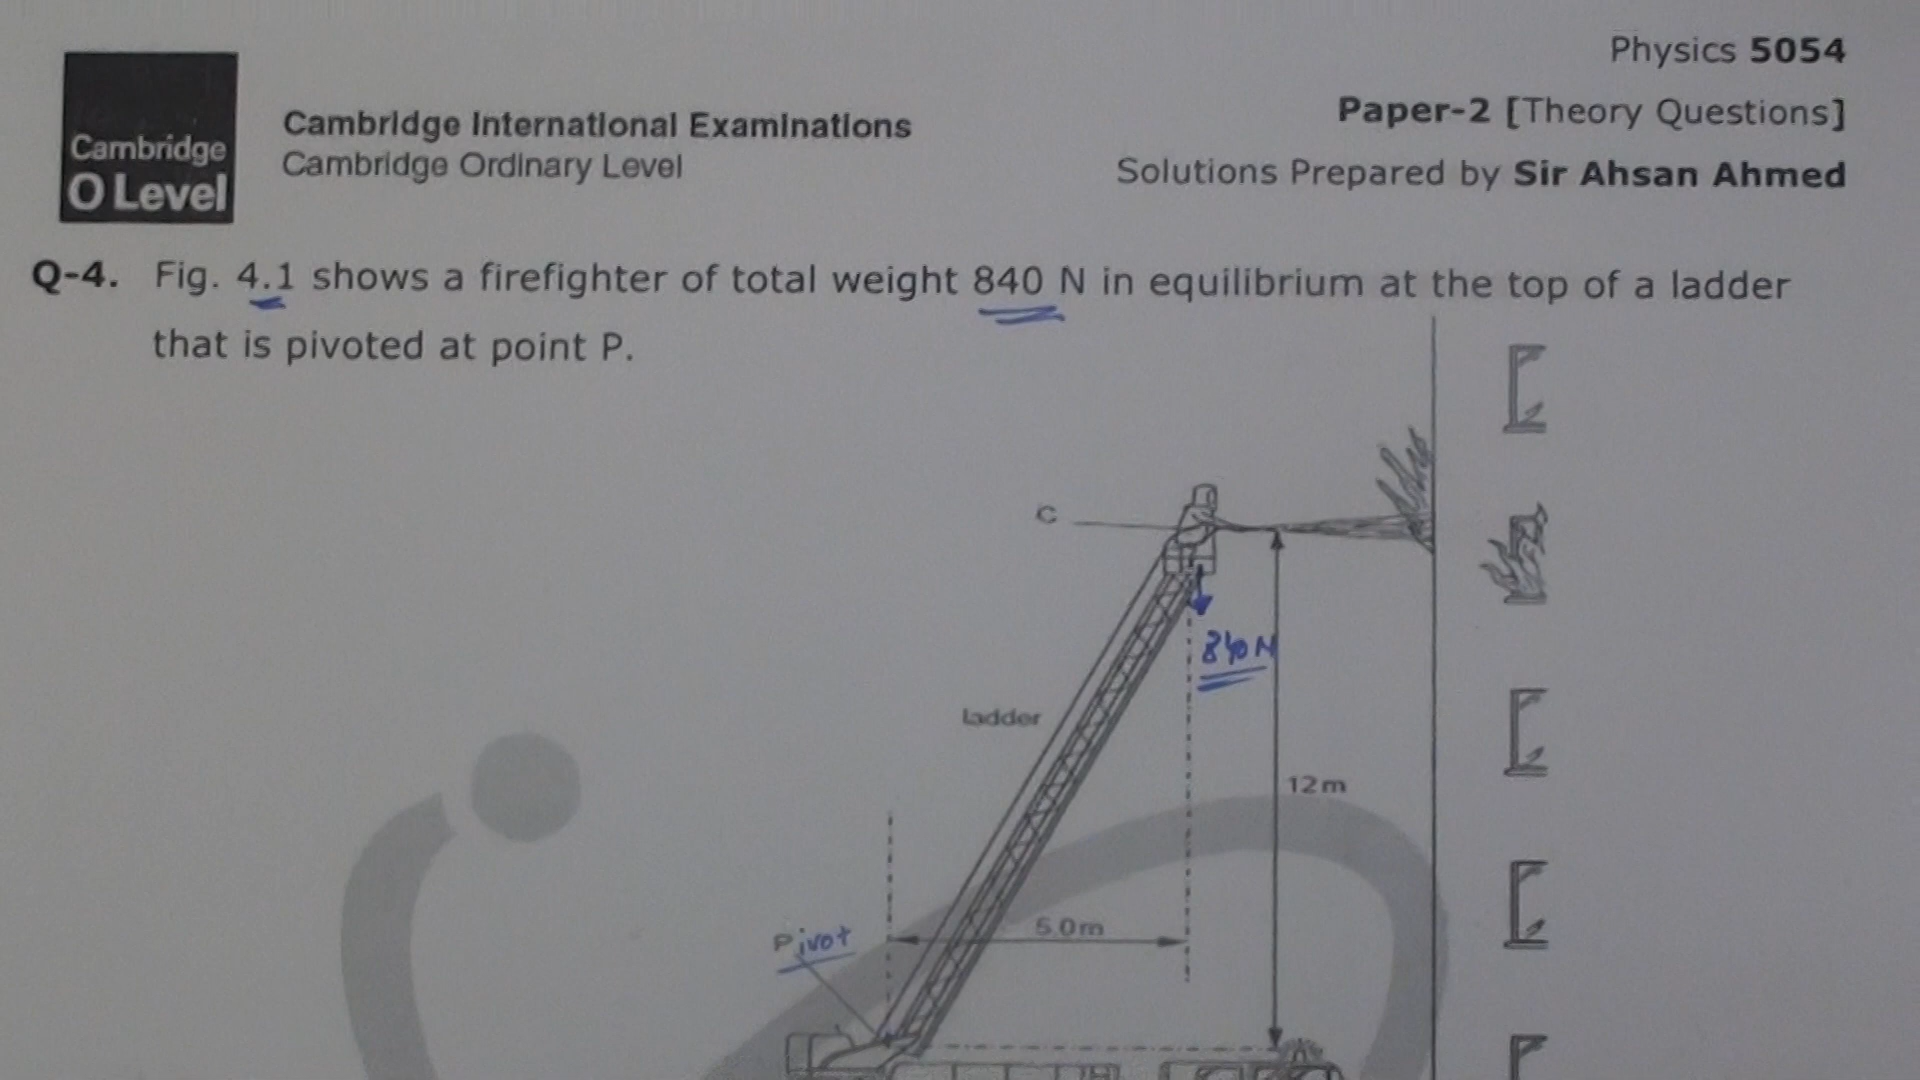 Physics 5054
Cambridge International Examinations
Paper-2 [Theory Questions]
Cambridge
O Level
Cambridge Ordinary Level
Solutions Prepared by Sir Ahsan Ahmed
Q-4. Fig. 4.1 shows a firefighter of total weight 840 N in equilibrium at the top of a ladder
that is pivoted at point P.
C
840 N
ladder
12 m
5.0 m
Pivot